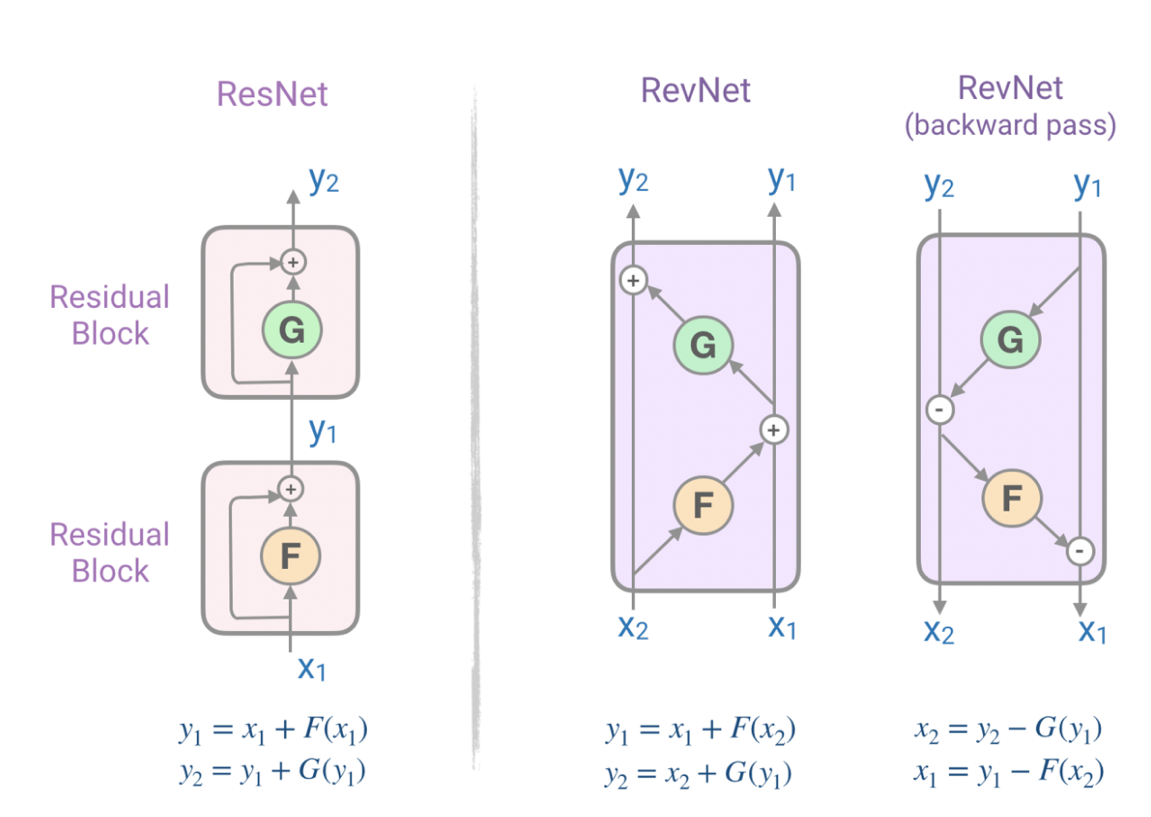 ResNet
y2
+
G
Residual
Block
y1
+
F
Residual
Block
x1
y₁ = x₁ + F(x₁)
y₂ = y₁ + G(y₁)
RevNet
y2 y1
+
G
+
F
x2 x1
y₁ = x₁ + F(x₂)
y₂ = x₂ + G(y₁)
RevNet
(backward pass)
y2 y1
G
-
F
-
x2 x1
x₂ = y₂ − G(y₁)
x₁ = y₁ − F(x₂)